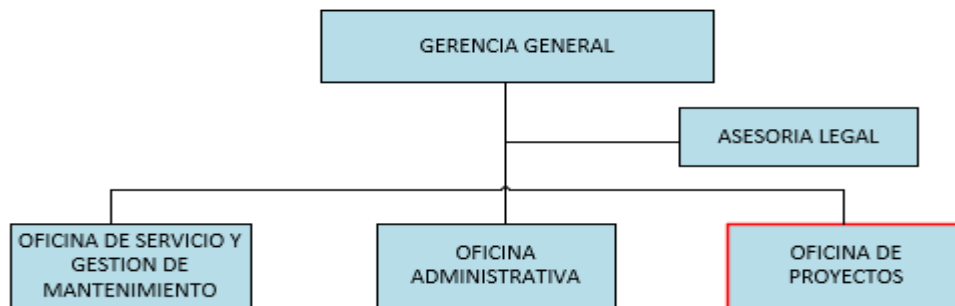 GERENCIA GENERAL
ASESORIA LEGAL
OFICINA DE SERVICIO Y
GESTION DE
MANTENIMIENTO
OFICINA
ADMINISTRATIVA
OFICINA DE
PROYECTOS